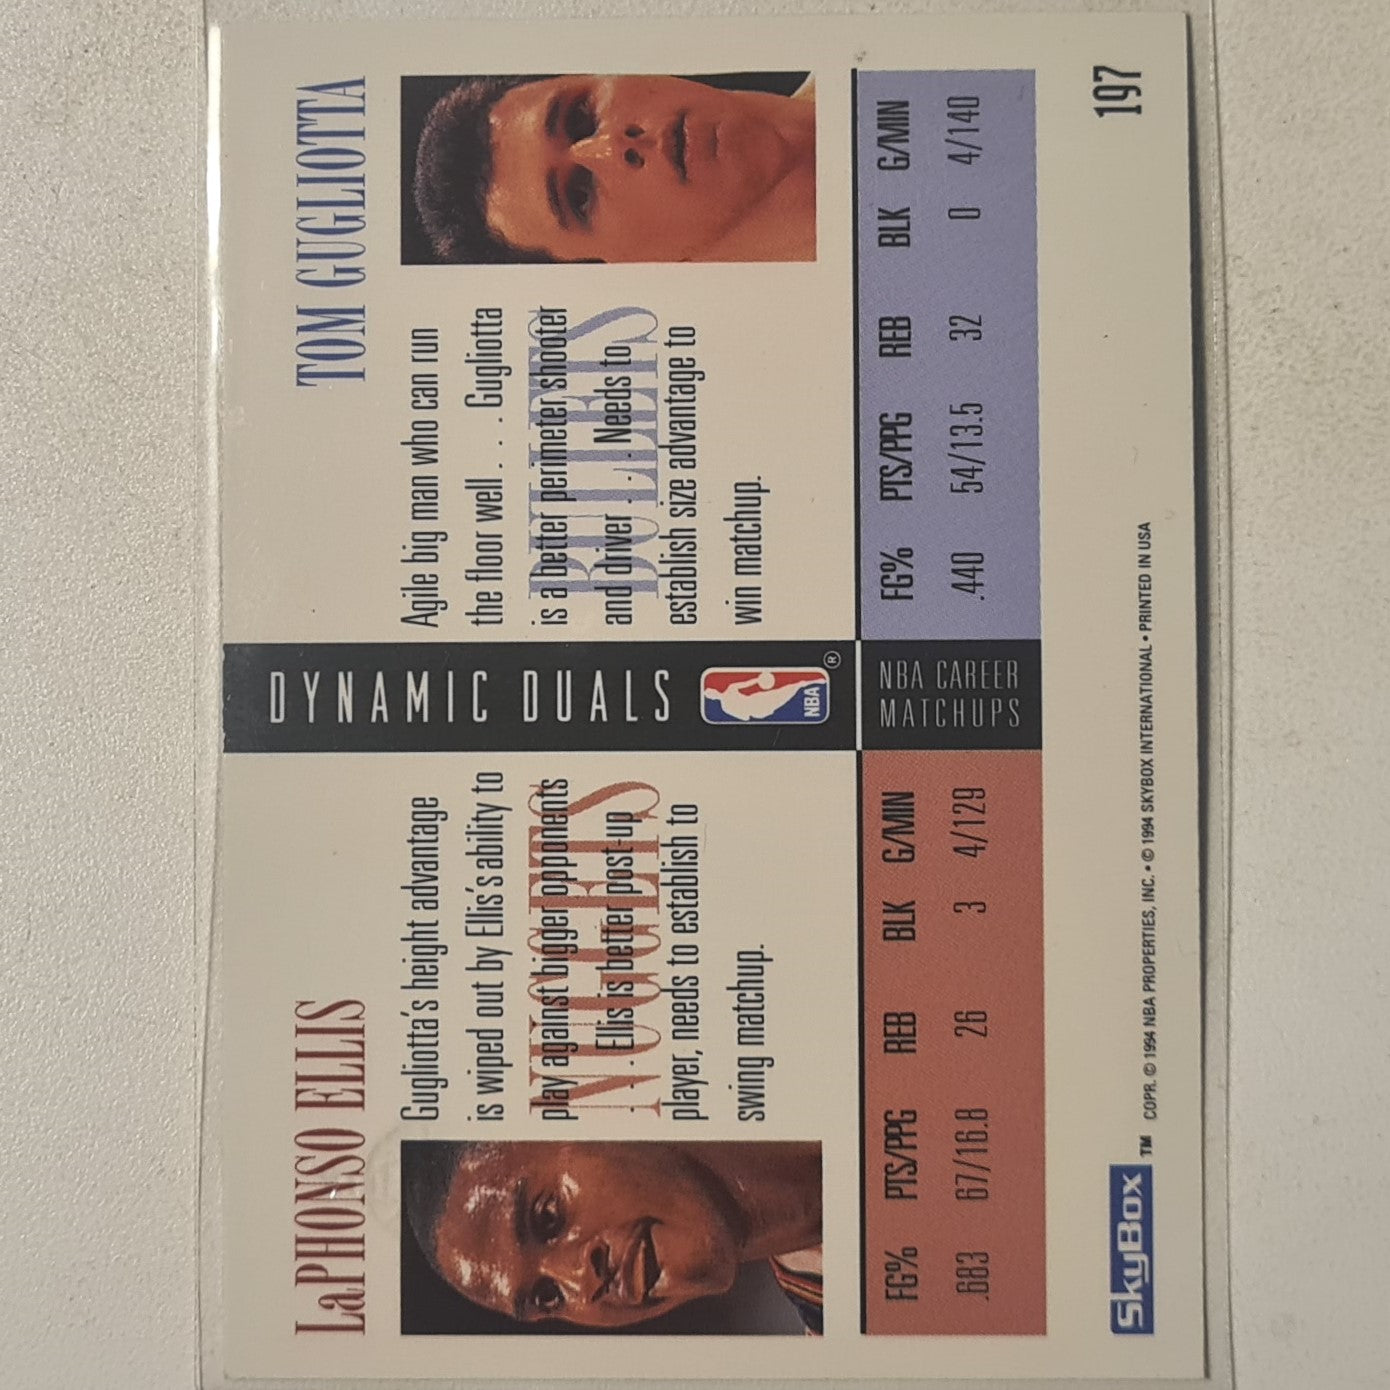 LaPHONSO ELLIS
Gugliotta's height advantage
is wiped out by Ellis's ability to
play against bigger opponents
. . . Ellis is better post-up
player, needs to establish to
swing matchup.
NUGGETS
DYNAMIC DUALS
NBA
®
TOM GUGLIOTTA
Agile big man who can run
the floor well . . . Gugliotta
is a better perimeter shooter
and driver . . . Needs to
establish size advantage to
win matchup.
BULLETS
FG% PTS/PPG REB BLK G/MIN
.683 67/16.8 26 3 4/129
NBA CAREER
MATCHUPS
FG% PTS/PPG REB BLK G/MIN
.440 54/13.5 32 0 4/140
SkyBox ™ COPR. © 1994 NBA PROPERTIES, INC. • © 1994 SKYBOX INTERNATIONAL • PRINTED IN USA
197